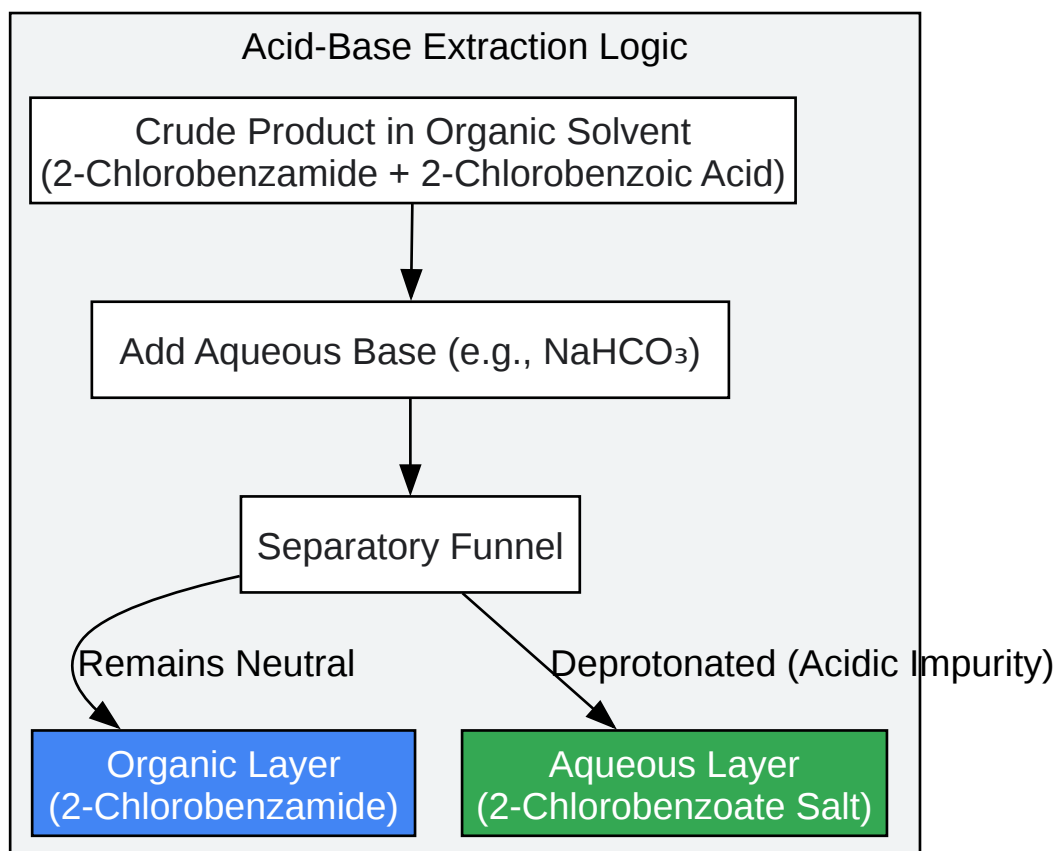 Acid-Base Extraction Logic
Crude Product in Organic Solvent
(2-Chlorobenzamide + 2-Chlorobenzoic Acid)
Add Aqueous Base (e.g., NaHCO₃)
Separatory Funnel
Remains Neutral
Deprotonated (Acidic Impurity)
Organic Layer
(2-Chlorobenzamide)
Aqueous Layer
(2-Chlorobenzoate Salt)